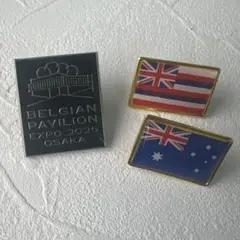 BELGIAN
PAVILION
EXPO 2025
OSAKA